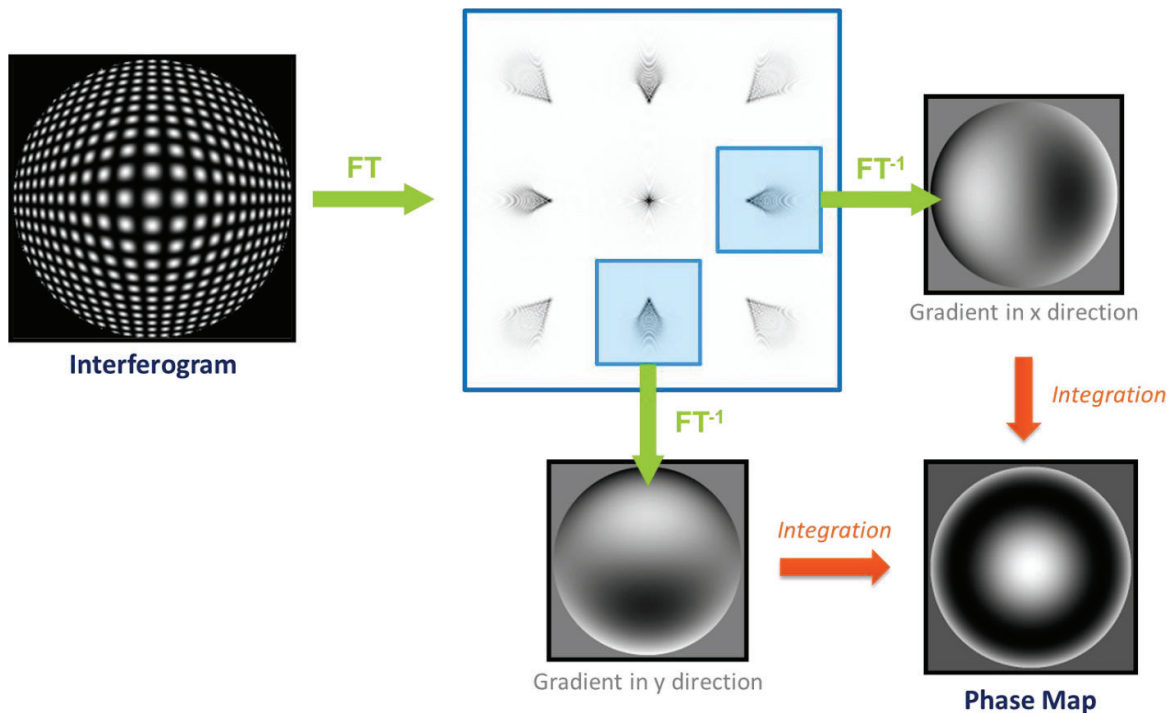 FT
FT-1
Gradient in x direction
Interferogram
Integration
FT-1
Integration
Gradient in y direction
Phase Map